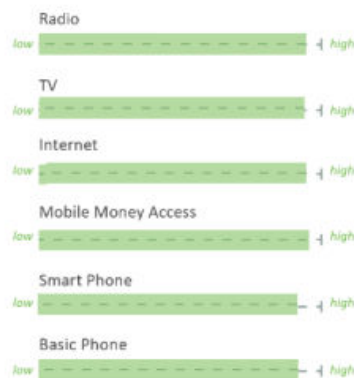 Radio
low high
TV
low high
Internet
low high
Mobile Money Access
low high
Smart Phone
low high
Basic Phone
low high